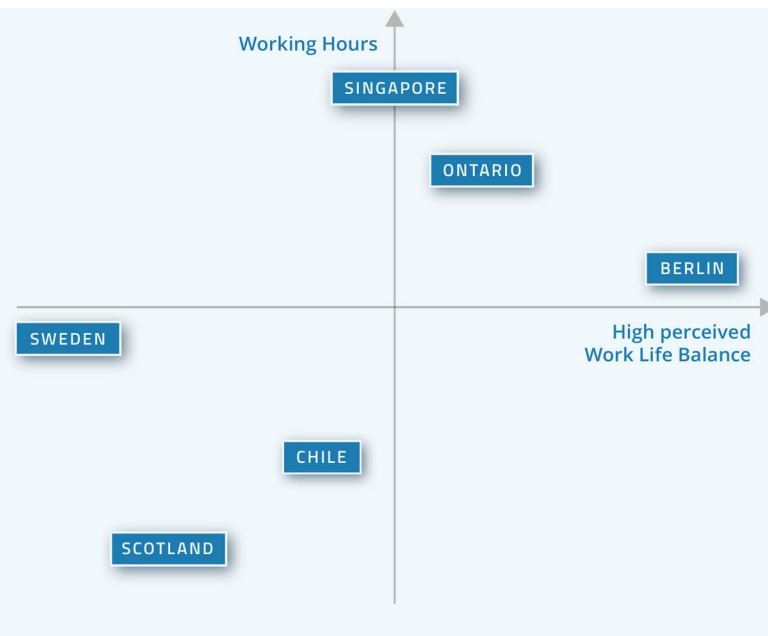 Working Hours
SINGAPORE
ONTARIO
BERLIN
High perceived
Work Life Balance
SWEDEN
CHILE
SCOTLAND